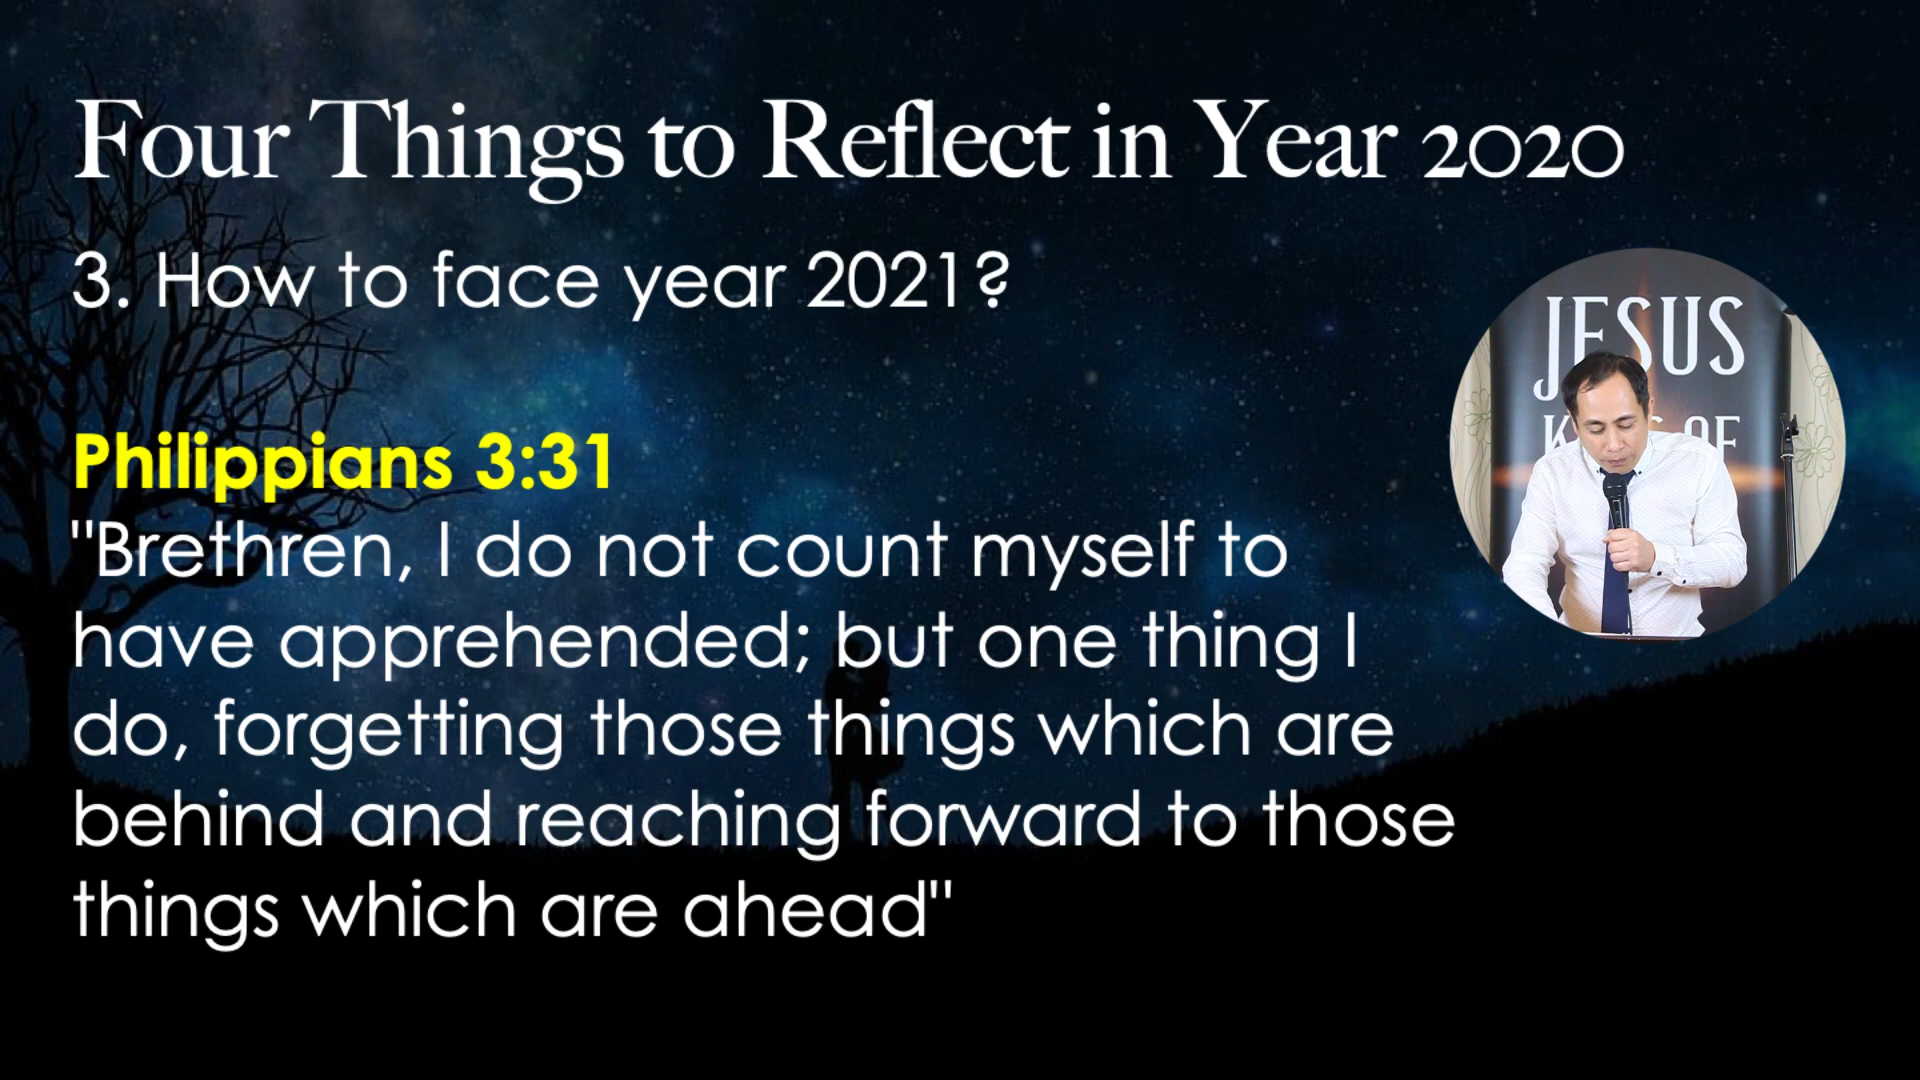 Four Things to Reflect in Year 2020
3. How to face year 2021?
JESUS
OF
Philippians 3:31
"Brethren, I do not count myself to
have apprehended; but one thing I
do, forgetting those things which are
behind and reaching forward to those
things which are ahead"